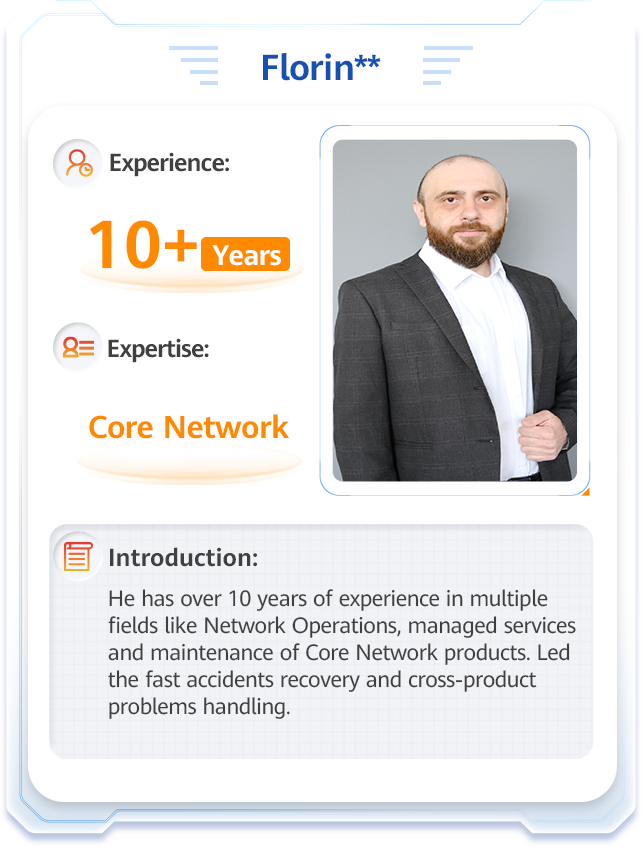 Florin**
Experience:
10+ Years
Expertise:
Core Network
Introduction:
He has over 10 years of experience in multiple
fields like Network Operations, managed services
and maintenance of Core Network products. Led
the fast accidents recovery and cross-product
problems handling.